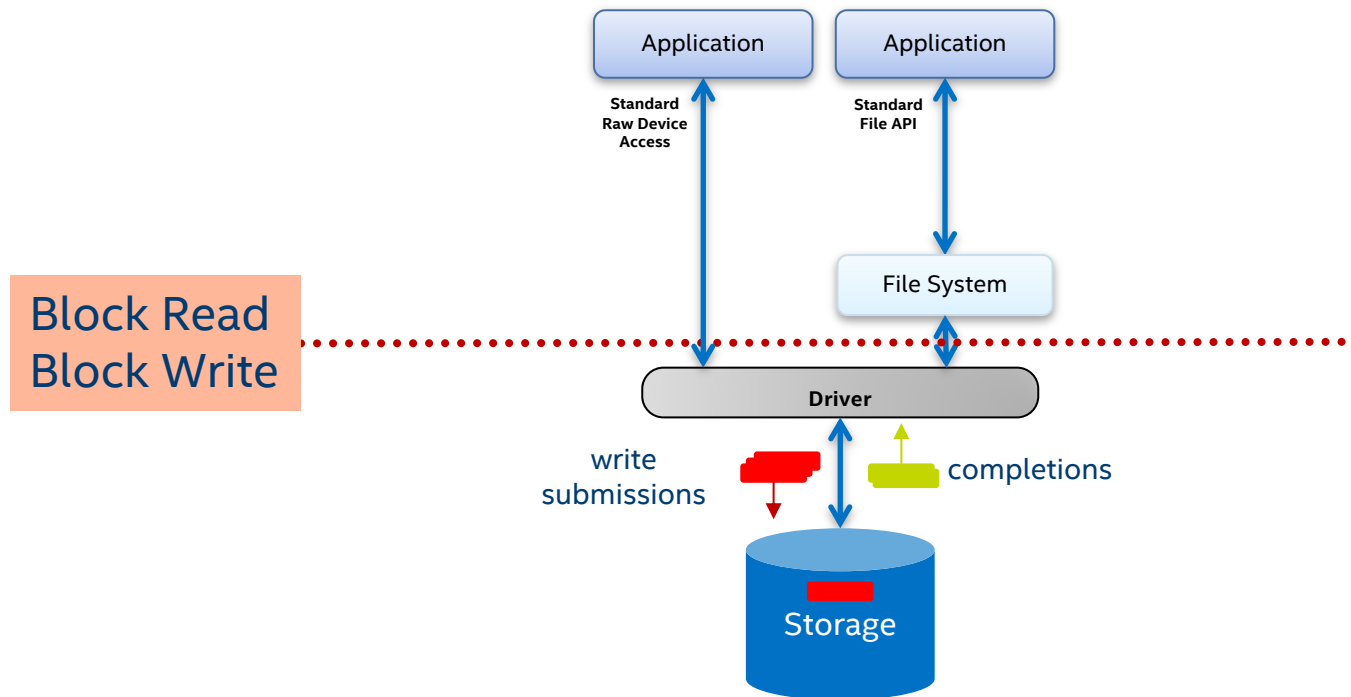 Application
Application
Standard
Raw Device
Access
Standard
File API
File System
Block Read
Block Write
Driver
write
submissions
completions
Storage